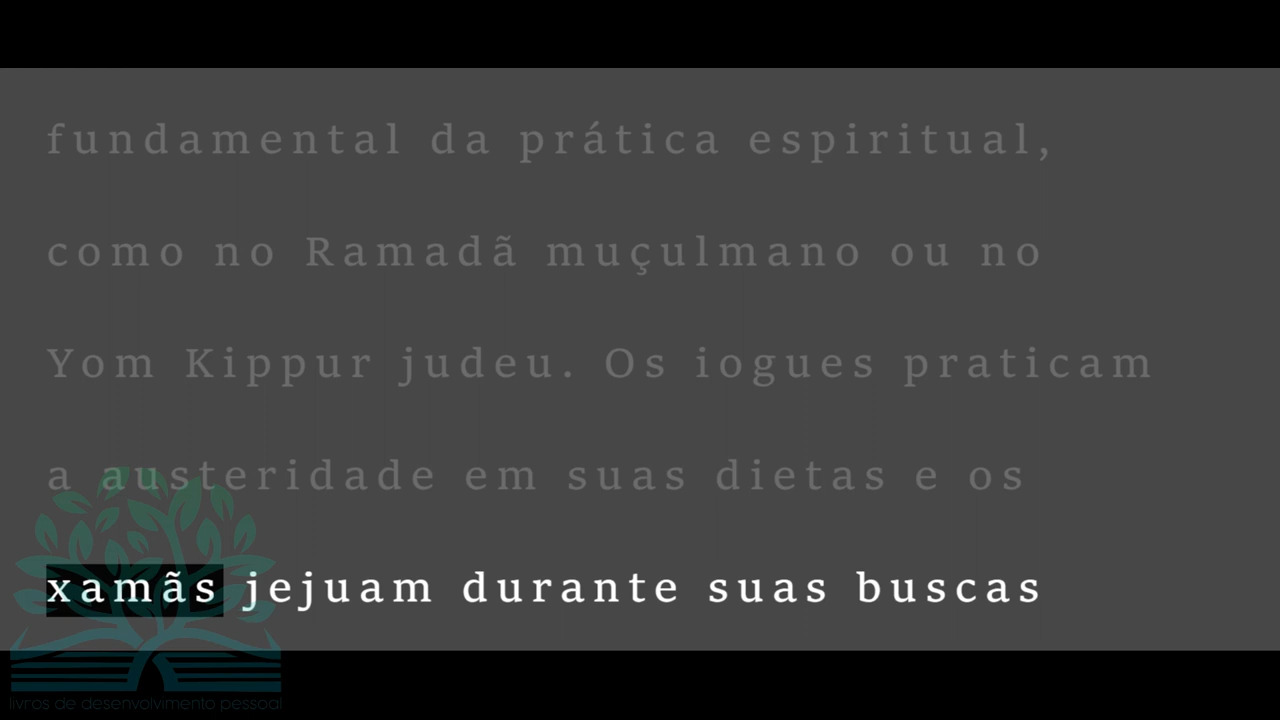 fundamental da prática espiritual,
como no Ramadã muçulmano ou no
Yom Kippur judeu. Os iogues praticam
a austeridade em suas dietas e os
xamãs jejuam durante suas buscas
livros de desenvolvimento pessoal